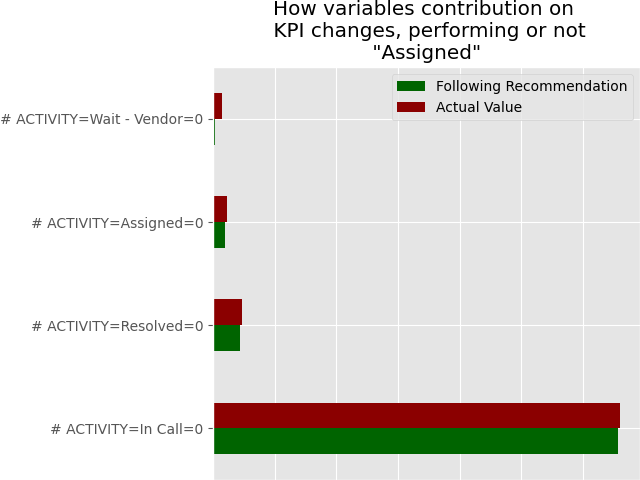 How variables contribution on
KPI changes, performing or not
"Assigned"
Following Recommendation
Actual Value
# ACTIVITY=Wait - Vendor=0
# ACTIVITY=Assigned=0
# ACTIVITY=Resolved=0
# ACTIVITY=In Call=0